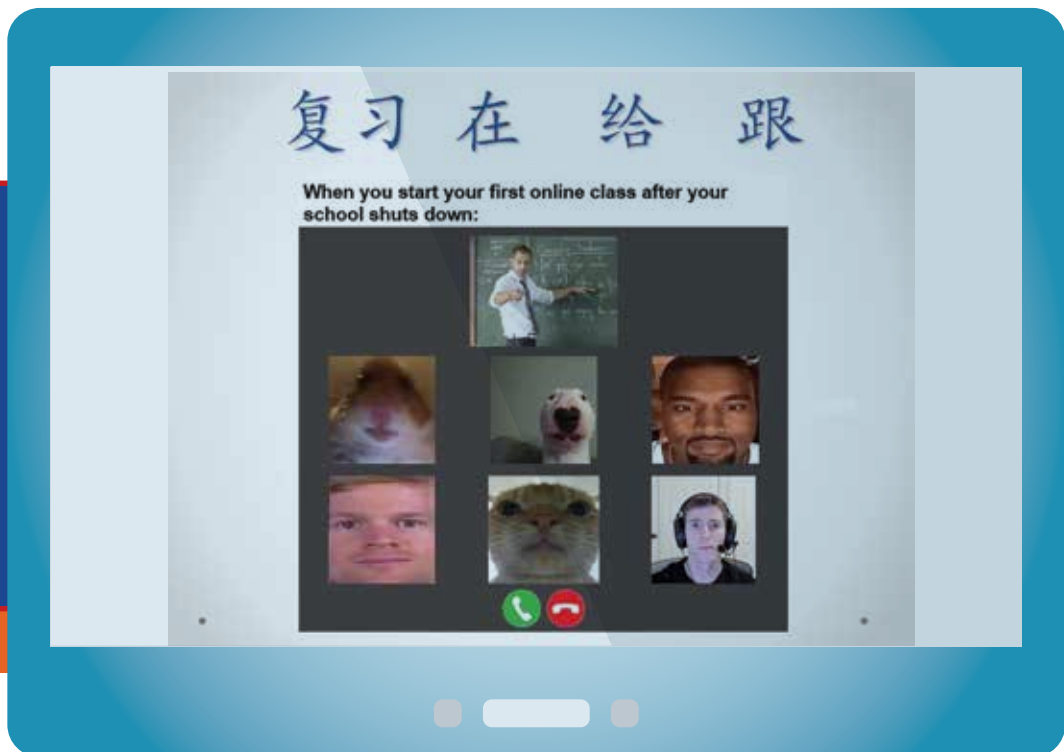 复习 在 给 跟
When you start your first online class after your
school shuts down: